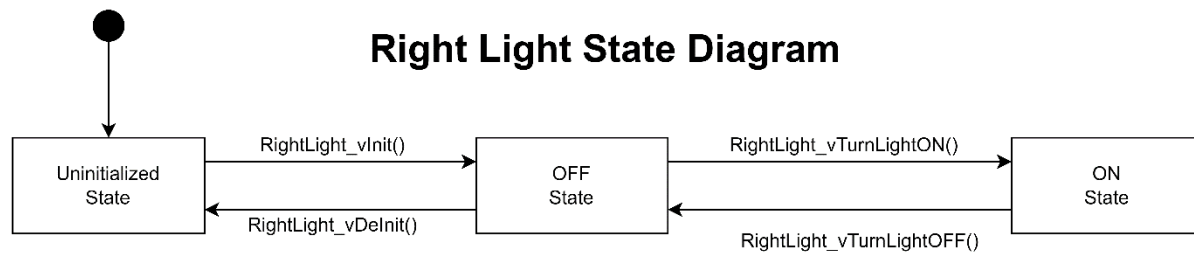 Right Light State Diagram
RightLight_vInit()
RightLight_vTurnLightON()
Uninitialized
State
OFF
State
ON
State
RightLight_vDeInit()
RightLight_vTurnLightOFF()